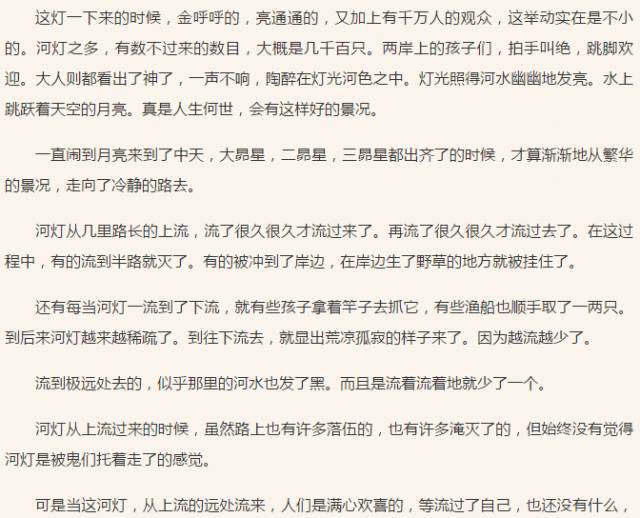 这灯一下来的时候，金呼呼的，亮通通的，又加上有千万人的观众，这举动实在是不小
的。河灯之多，有数不过来的数目，大概是几千百只。两岸上的孩子们，拍手叫绝，跳脚欢
迎。大人则都看出了神了，一声不响，陶醉在灯光河色之中。灯光照得河水幽幽地发亮。水上
跳跃着天空的月亮。真是人生何世，会有这样好的景况。
一直闹到月亮来到了中天，大昴星，二昴星，三昴星都出齐了的时候，才算渐渐地从繁华
的景况，走向了冷静的路去。
河灯从几里路长的上流，流了很久很久才流过来了。再流了很久很久才流过去了。在这过
程中，有的流到半路就灭了。有的被冲到了岸边，在岸边生了野草的地方就被挂住了。
还有每当河灯一流到了下流，就有些孩子拿着竿子去抓它，有些渔船也顺手取了一两只。
到后来河灯越来越稀疏了。到往下流去，就显出荒凉孤寂的样子来了。因为越流越少了。
流到极远处去的，似乎那里的河水也发了黑。而且是流着流着地就少了一个。
河灯从上流过来的时候，虽然路上也有许多落伍的，也有许多淹灭了的，但始终没有觉得
河灯是被鬼们托着走了的感觉。
可是当这河灯，从上流的远处流来，人们是满心欢喜的，等流过了自己，也还没有什么，